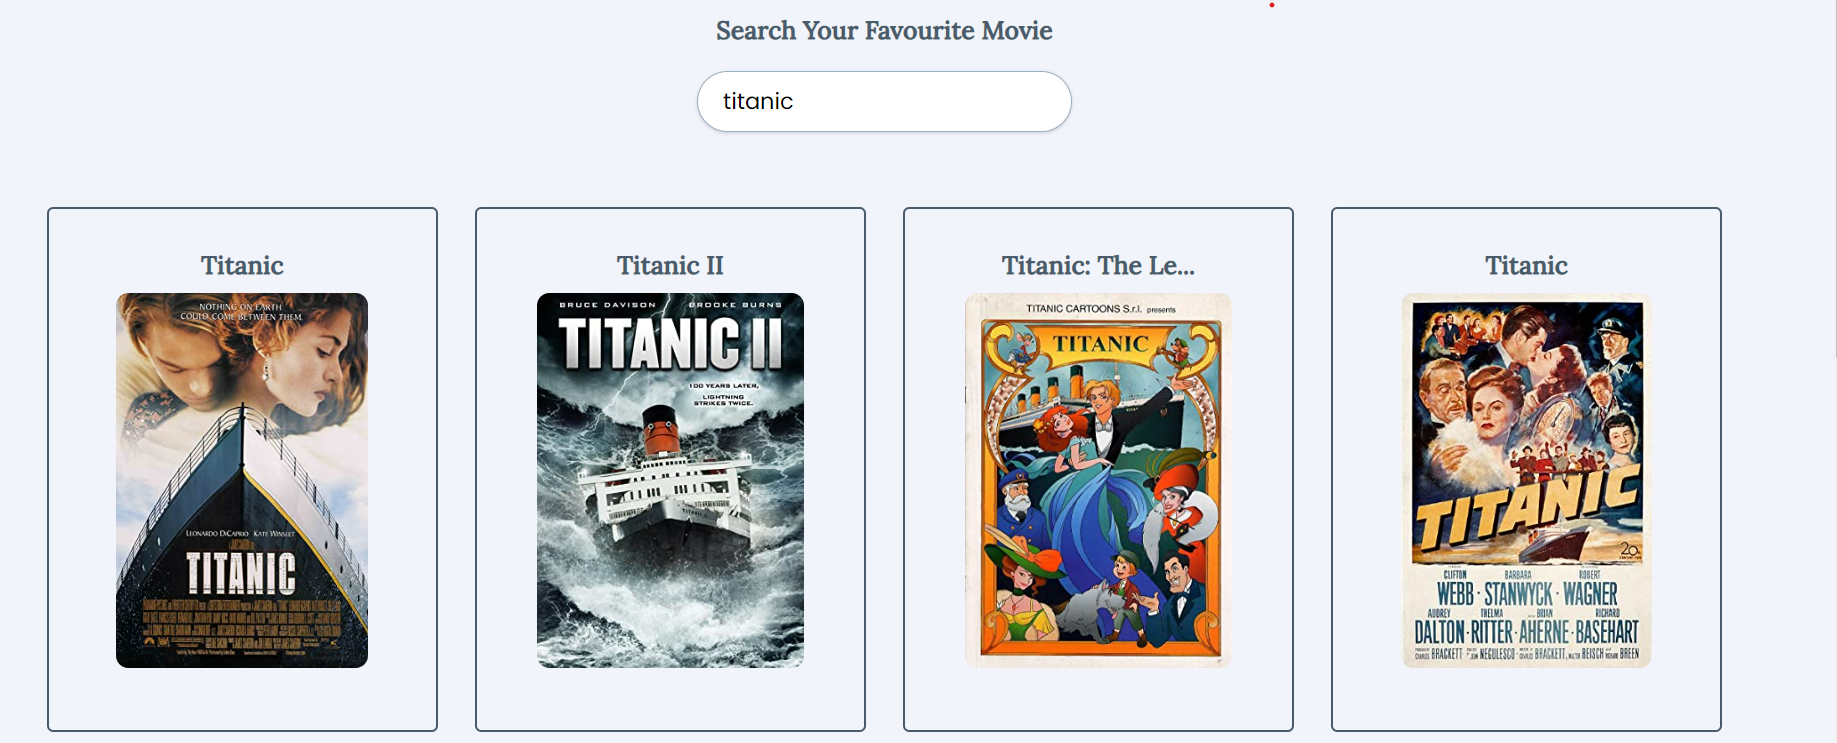 Search Your Favourite Movie
titanic
Titanic
NOTHING ON EARTH
COULD COME BETWEEN THEM.
LEONARDO DICAPRIO KATE WINSLET
TITANIC
Titanic II
BRUCE DAVISON BROOKE BURNS
TITANIC II
100 YEARS LATER,
LIGHTNING
STRIKES TWICE.
TITANIC II
Titanic: The Le...
TITANIC CARTOONS S.r.l. presents
TITANIC
Titanic
TITANIC
20
CLIFTON BARBARA ROBERT
WEBB · STANWYCK · WAGNER
AUDREY THELMA BRIAN RICHARD
DALTON · RITTER · AHERNE · BASEHART
CHARLES BRACKETT JEAN NEGULESCO CHARLES BRACKETT, WALTER REISCH RICHARD BREEN